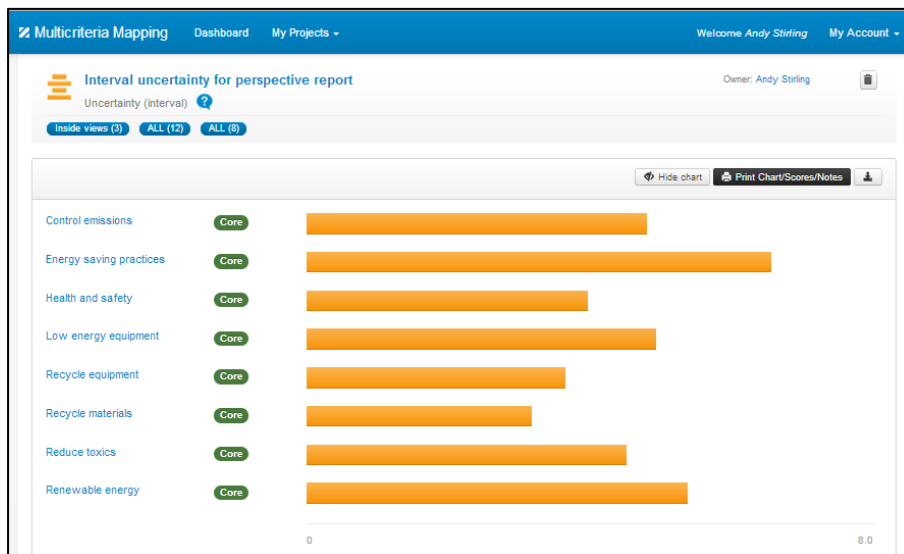 Multicriteria Mapping Dashboard My Projects Welcome Andy Stirling My Account
Interval uncertainty for perspective report Owner: Andy Stirling
Uncertainty (interval) ?
Inside views (3) ALL (12) ALL (8)
Hide chart Print Chart/Scores/Notes
Control emissions Core
Energy saving practices Core
Health and safety Core
Low energy equipment Core
Recycle equipment Core
Recycle materials Core
Reduce toxics Core
Renewable energy Core
0 8.0